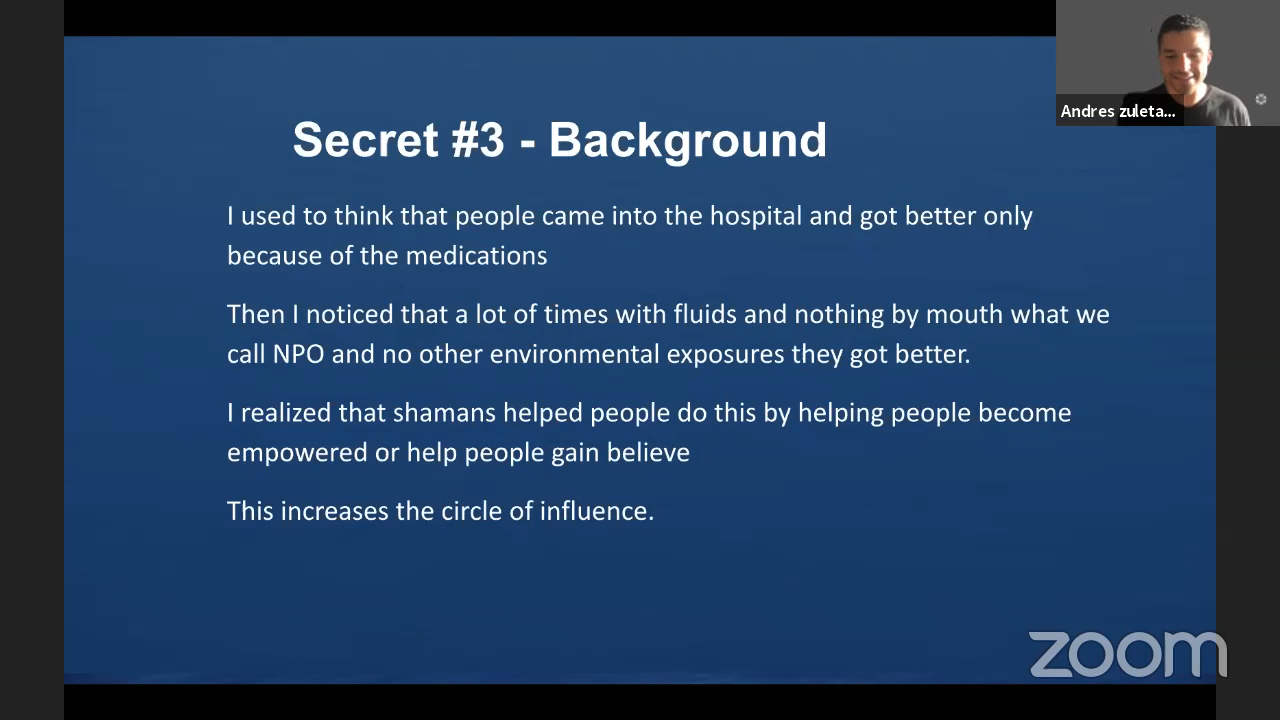 Andres zuleta...
Secret #3 - Background
I used to think that people came into the hospital and got better only
because of the medications
Then I noticed that a lot of times with fluids and nothing by mouth what we
call NPO and no other environmental exposures they got better.
I realized that shamans helped people do this by helping people become
empowered or help people gain believe
This increases the circle of influence.
zoom